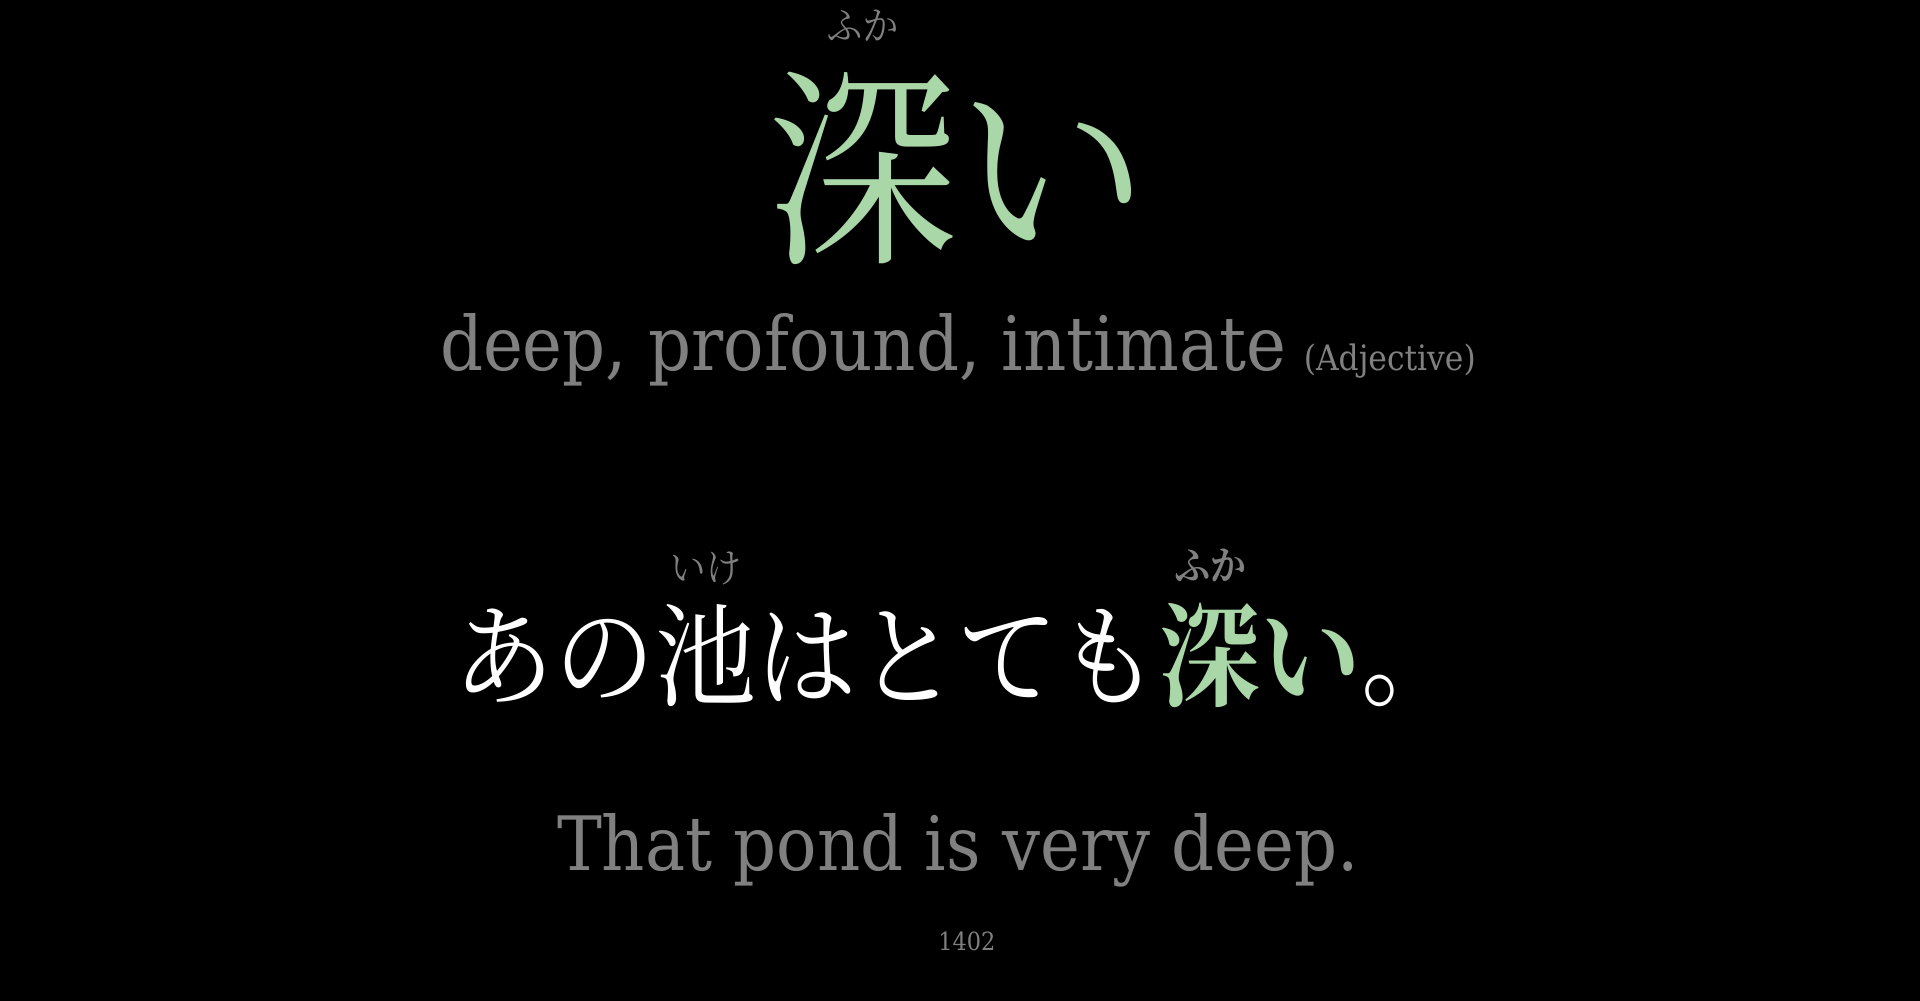 ふか
深い
deep, profound, intimate (Adjective)
いけ ふか
あの池はとても深い。
That pond is very deep.
1402